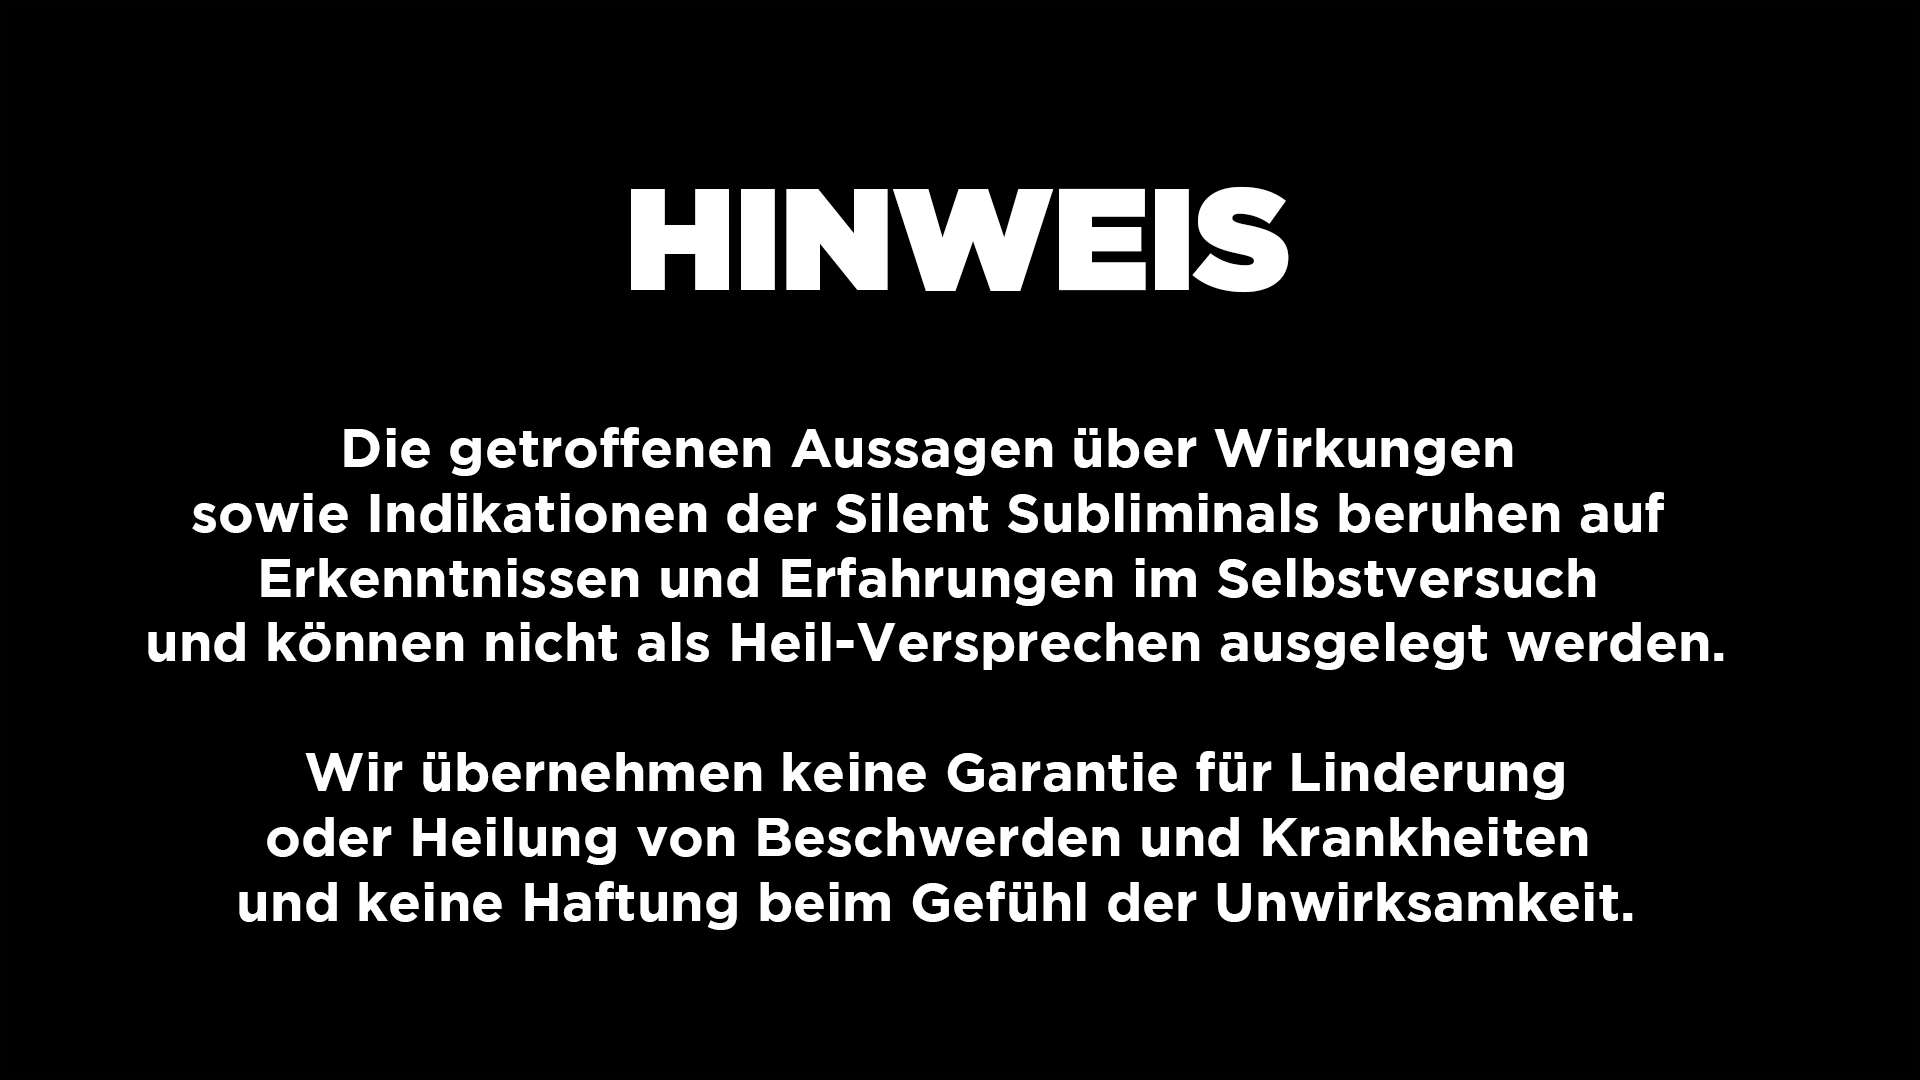 HINWEIS
Die getroffenen Aussagen über Wirkungen
sowie Indikationen der Silent Subliminals beruhen auf
Erkenntnissen und Erfahrungen im Selbstversuch
und können nicht als Heil-Versprechen ausgelegt werden.
Wir übernehmen keine Garantie für Linderung
oder Heilung von Beschwerden und Krankheiten
und keine Haftung beim Gefühl der Unwirksamkeit.